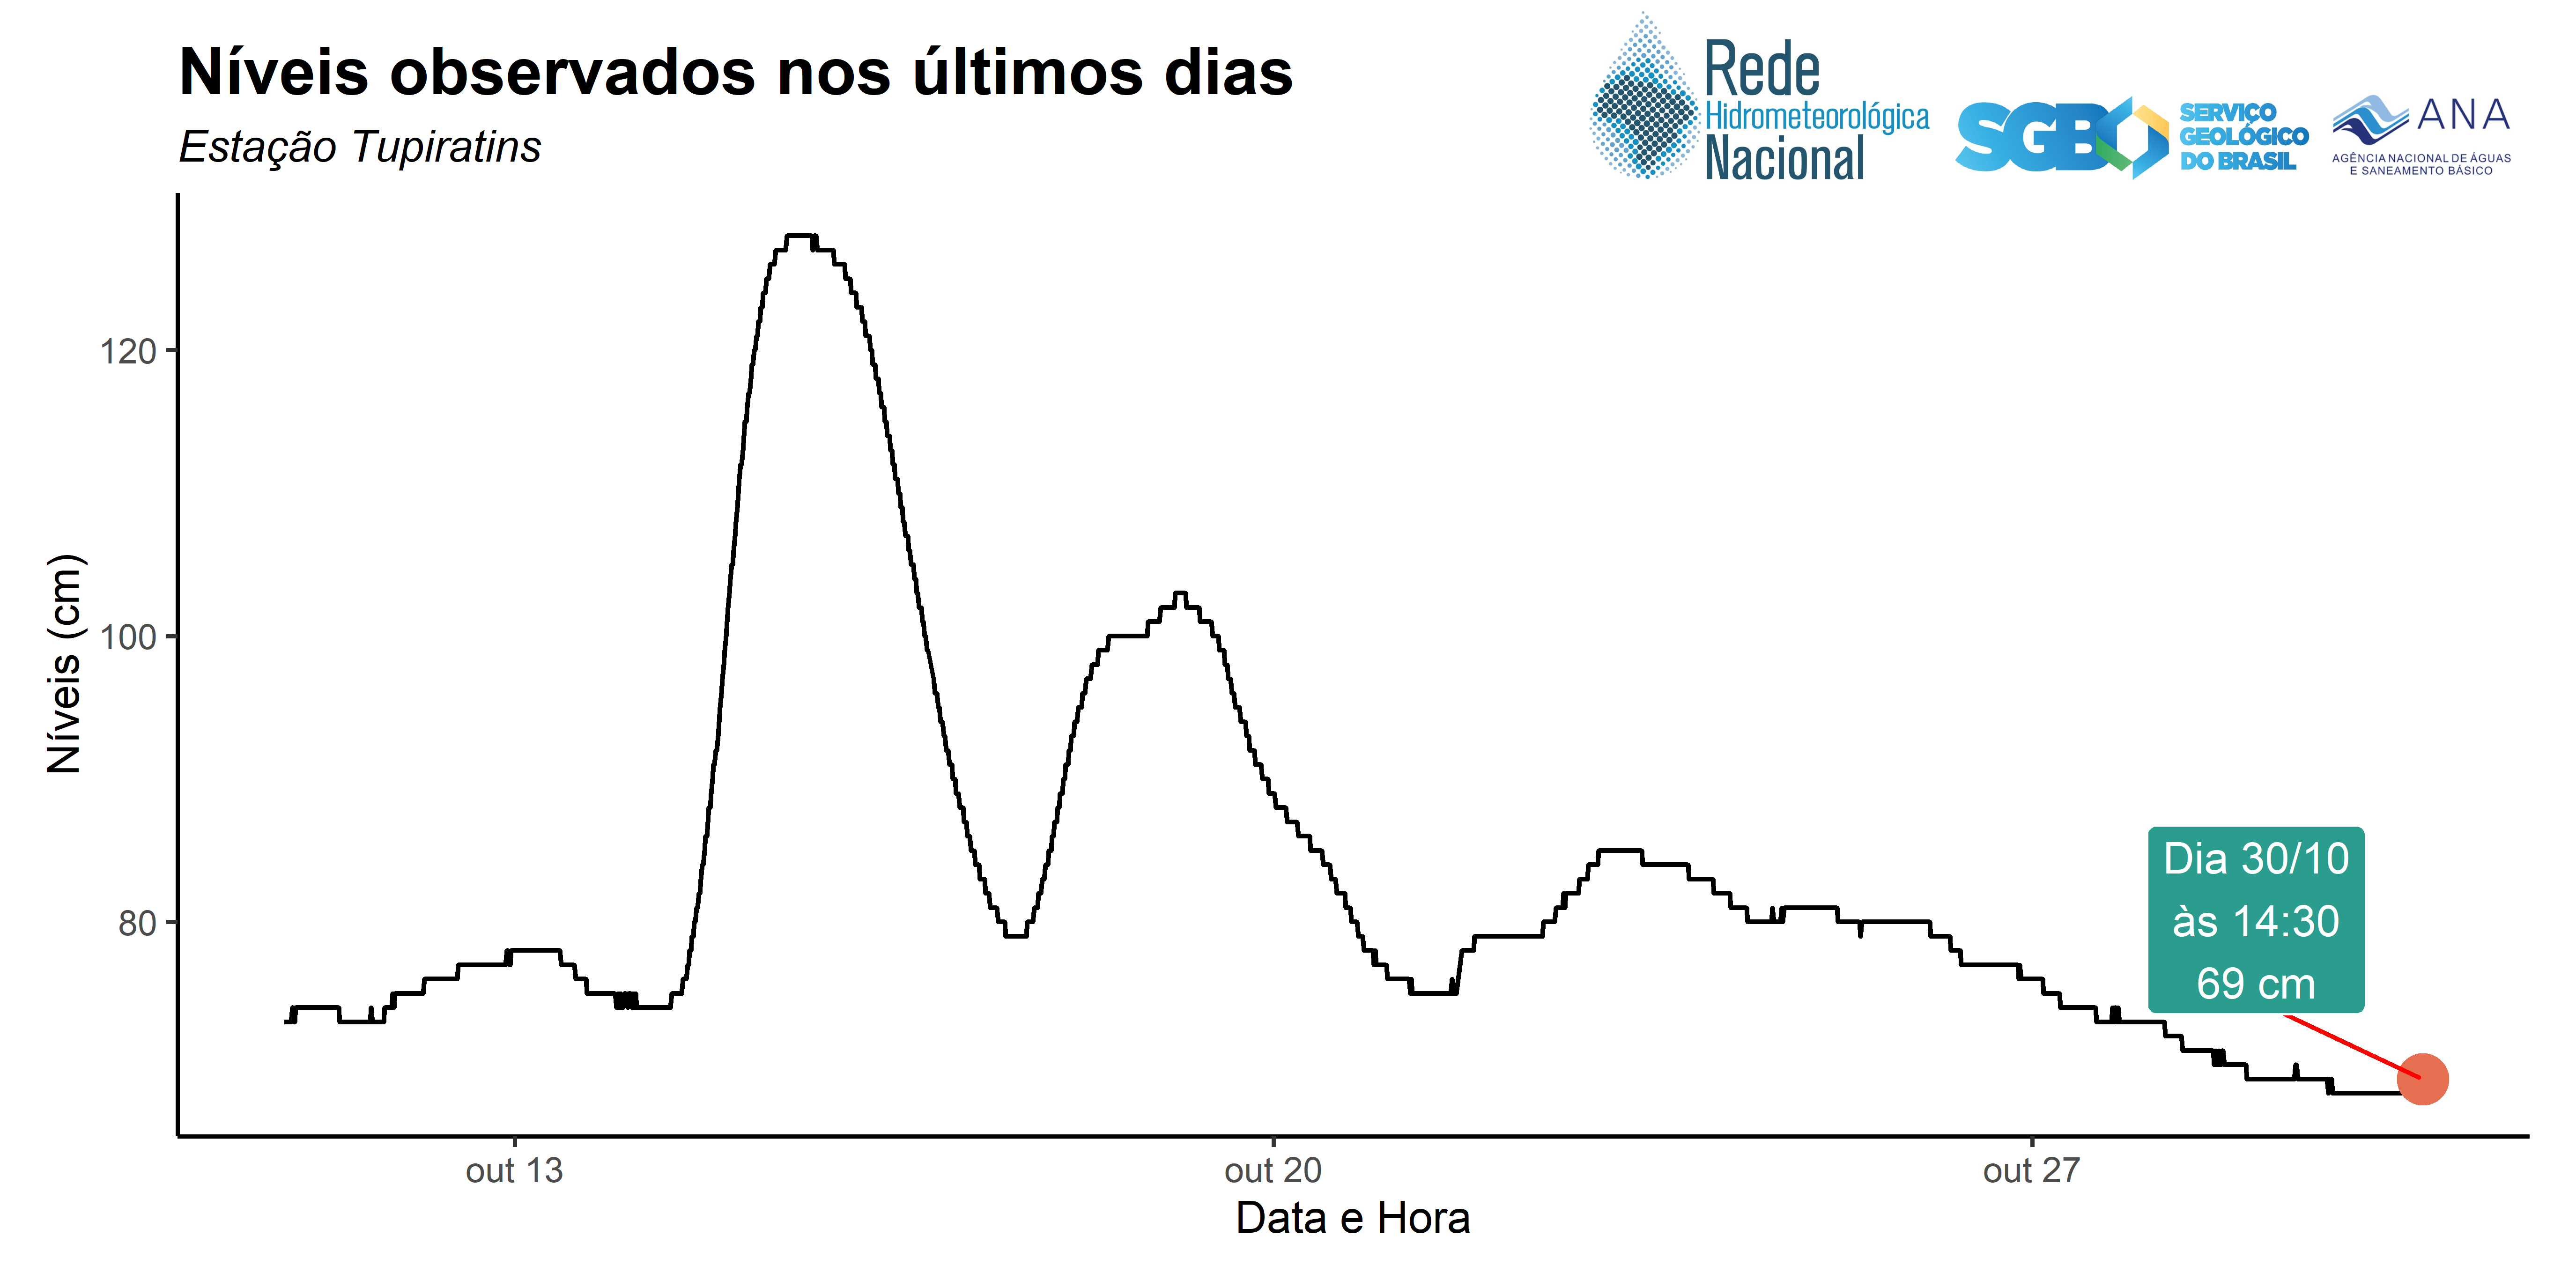 Níveis observados nos últimos dias
Estação Tupiratins
Rede
Hidrometeorológica
Nacional
SGB
SERVIÇO
GEOLÓGICO
DO BRASIL
ANA
AGÊNCIA NACIONAL DE ÁGUAS
E SANEAMENTO BÁSICO
Níveis (cm)
120
100
80
Dia 30/10
às 14:30
69 cm
out 13
out 20
out 27
Data e Hora